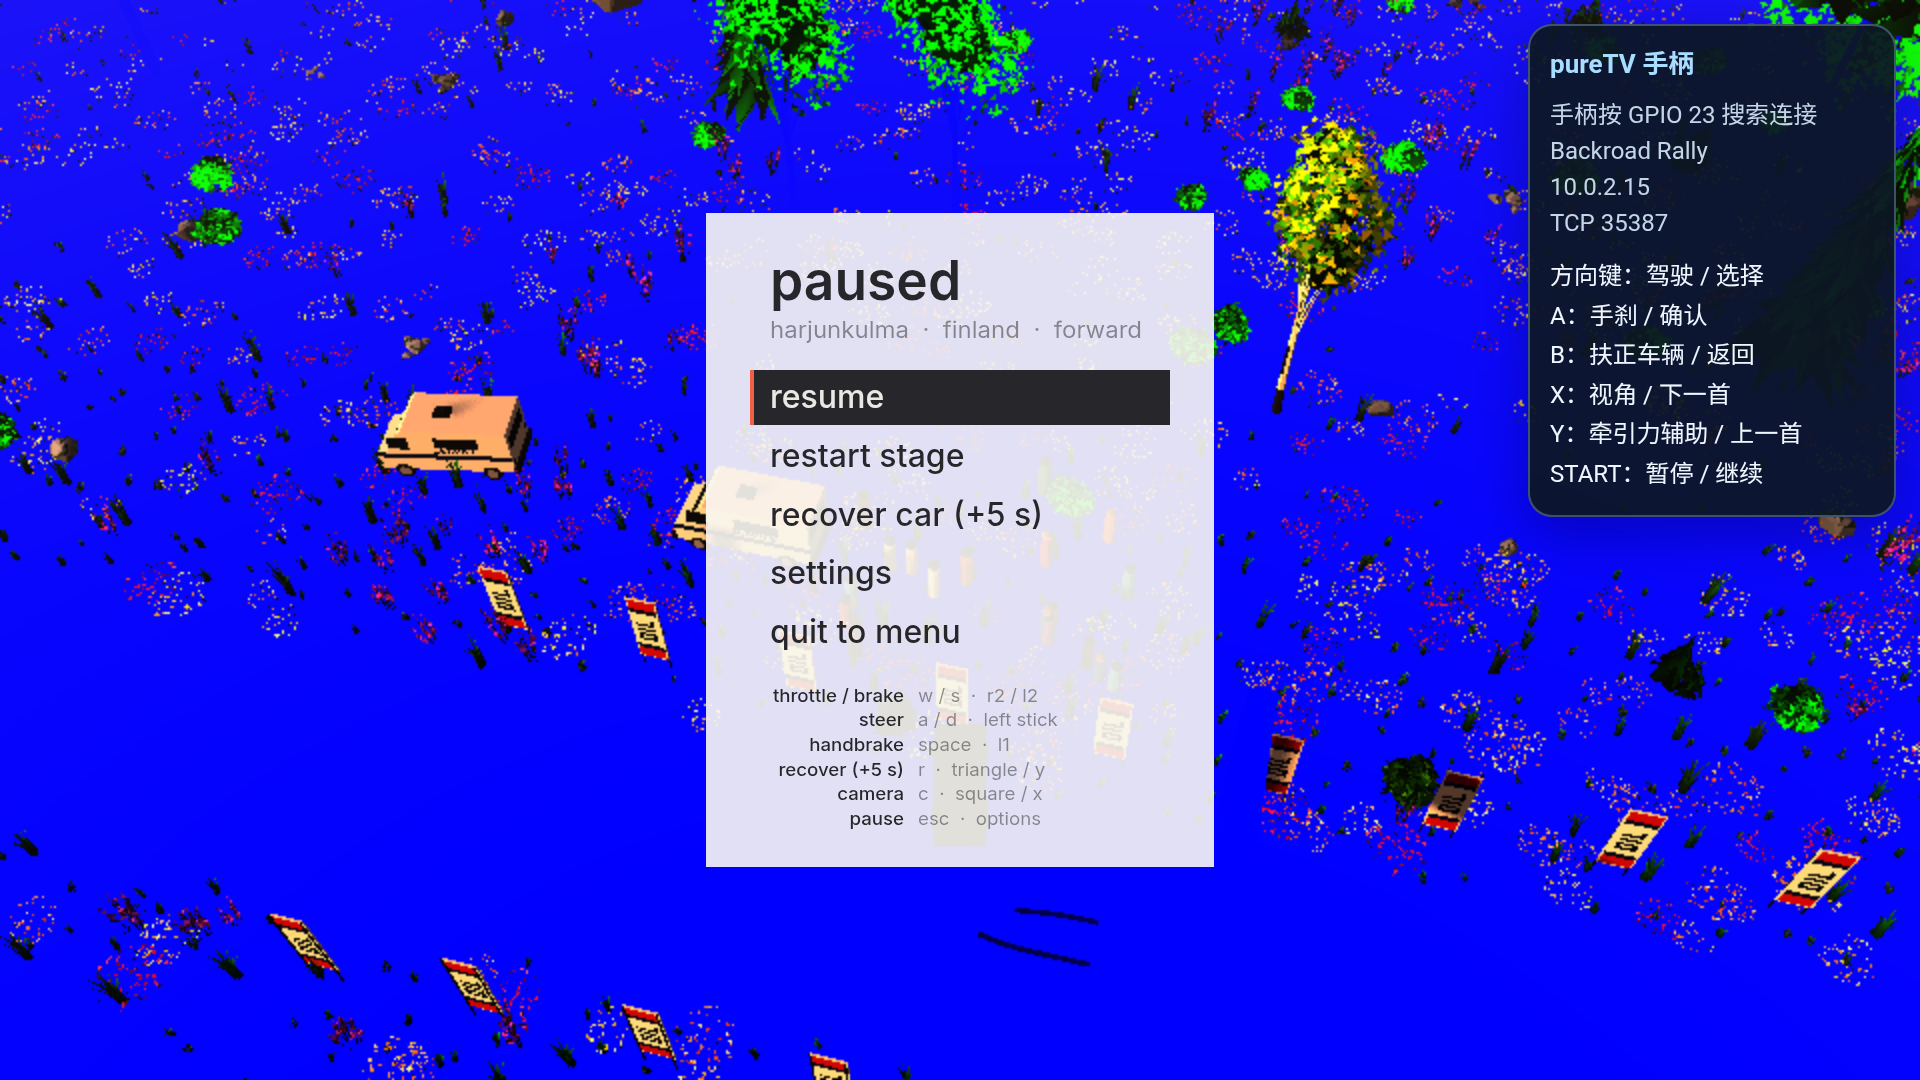 paused
harjunkulma · finland · forward
resume
restart stage
recover car (+5 s)
settings
quit to menu
throttle / brake w / s · r2 / l2
steer a / d · left stick
handbrake space · l1
recover (+5 s) r · triangle / y
camera c · square / x
pause esc · options
pureTV 手柄
手柄按 GPIO 23 搜索连接
Backroad Rally
10.0.2.15
TCP 35387
方向键：驾驶 / 选择
A：手刹 / 确认
B：扶正车辆 / 返回
X：视角 / 下一首
Y：牵引力辅助 / 上一首
START：暂停 / 继续